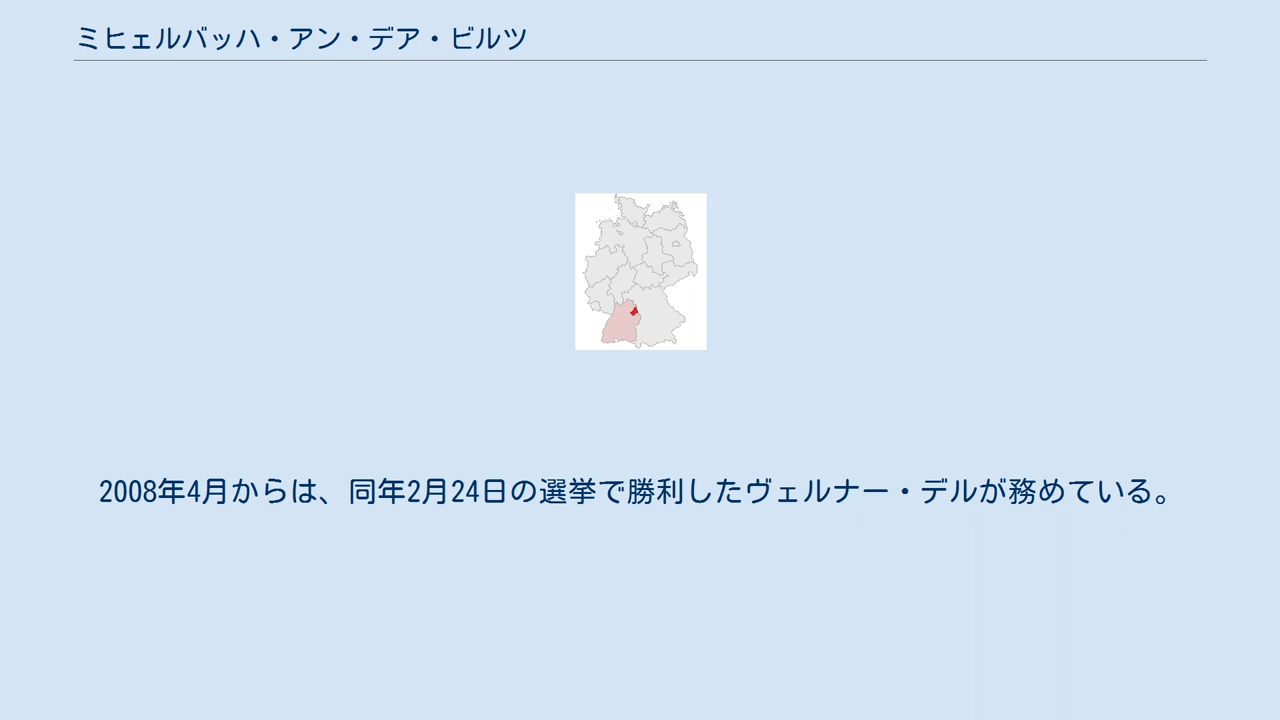 ミヒェルバッハ・アン・デア・ビルツ
2008年4月からは、同年2月24日の選挙で勝利したヴェルナー・デルが務めている。